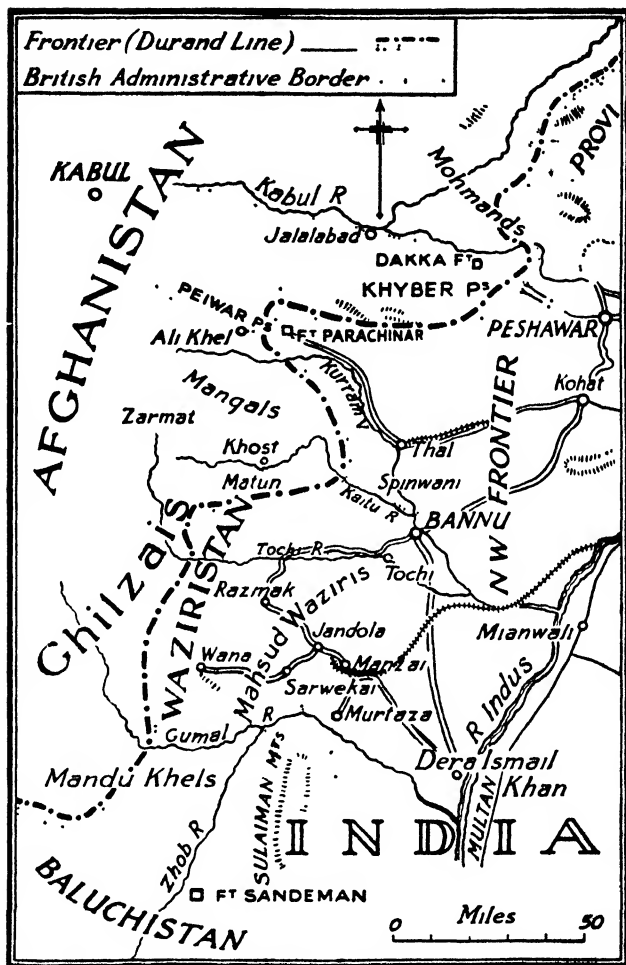 Frontier (Durand Line)
British Administrative Border
KABUL
Kabul R
Mohmands
PROVI
AFGHANISTAN
Jalalabad
DAKKA FT
KHYBER Ps
PEIWAR Ps
FT PARACHINAR
PESHAWAR
Ali Khel
Kurram V
Kohat
Mangals
NW FRONTIER
Zarmat
Thal
Khost
Matun
Spinwani
Kaitu R
BANNU
Ghilzais
WAZIRISTAN
Tochi R
Tochi
Razmak
Mahsud Waziris
Mianwali
Jandola
Wana
Manzai
Sarwekai
R Indus
Murtaza
Gumal R
Dera Ismail
Khan
Mandu Khels
SULAIMAN MTS
MULTAN
INDIA
Zhob R
BALUCHISTAN
FT SANDEMAN
Miles
0 50